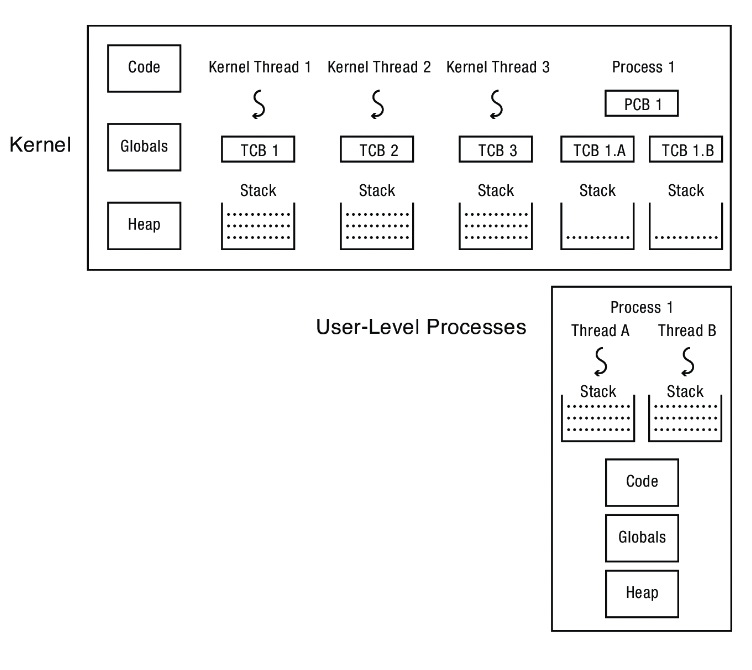 Code
Kernel Thread 1 Kernel Thread 2 Kernel Thread 3 Process 1
PCB 1
Kernel
Globals
TCB 1 TCB 2 TCB 3 TCB 1.A TCB 1.B
Stack Stack Stack Stack Stack
Heap
User-Level Processes
Process 1
Thread A Thread B
Stack Stack
Code
Globals
Heap